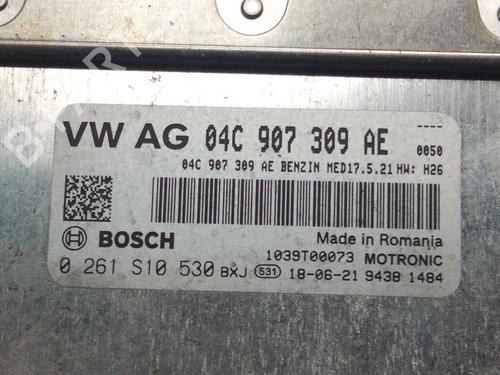 VW AG 04C 907 309 AE
0050
04C 907 309 AE BENZIN MED17.5.21 HW: H26
BOSCH
Made in Romania
1039T00073 MOTRONIC
0 261 S10 530 BXJ 531 18-06-21 9438 1484